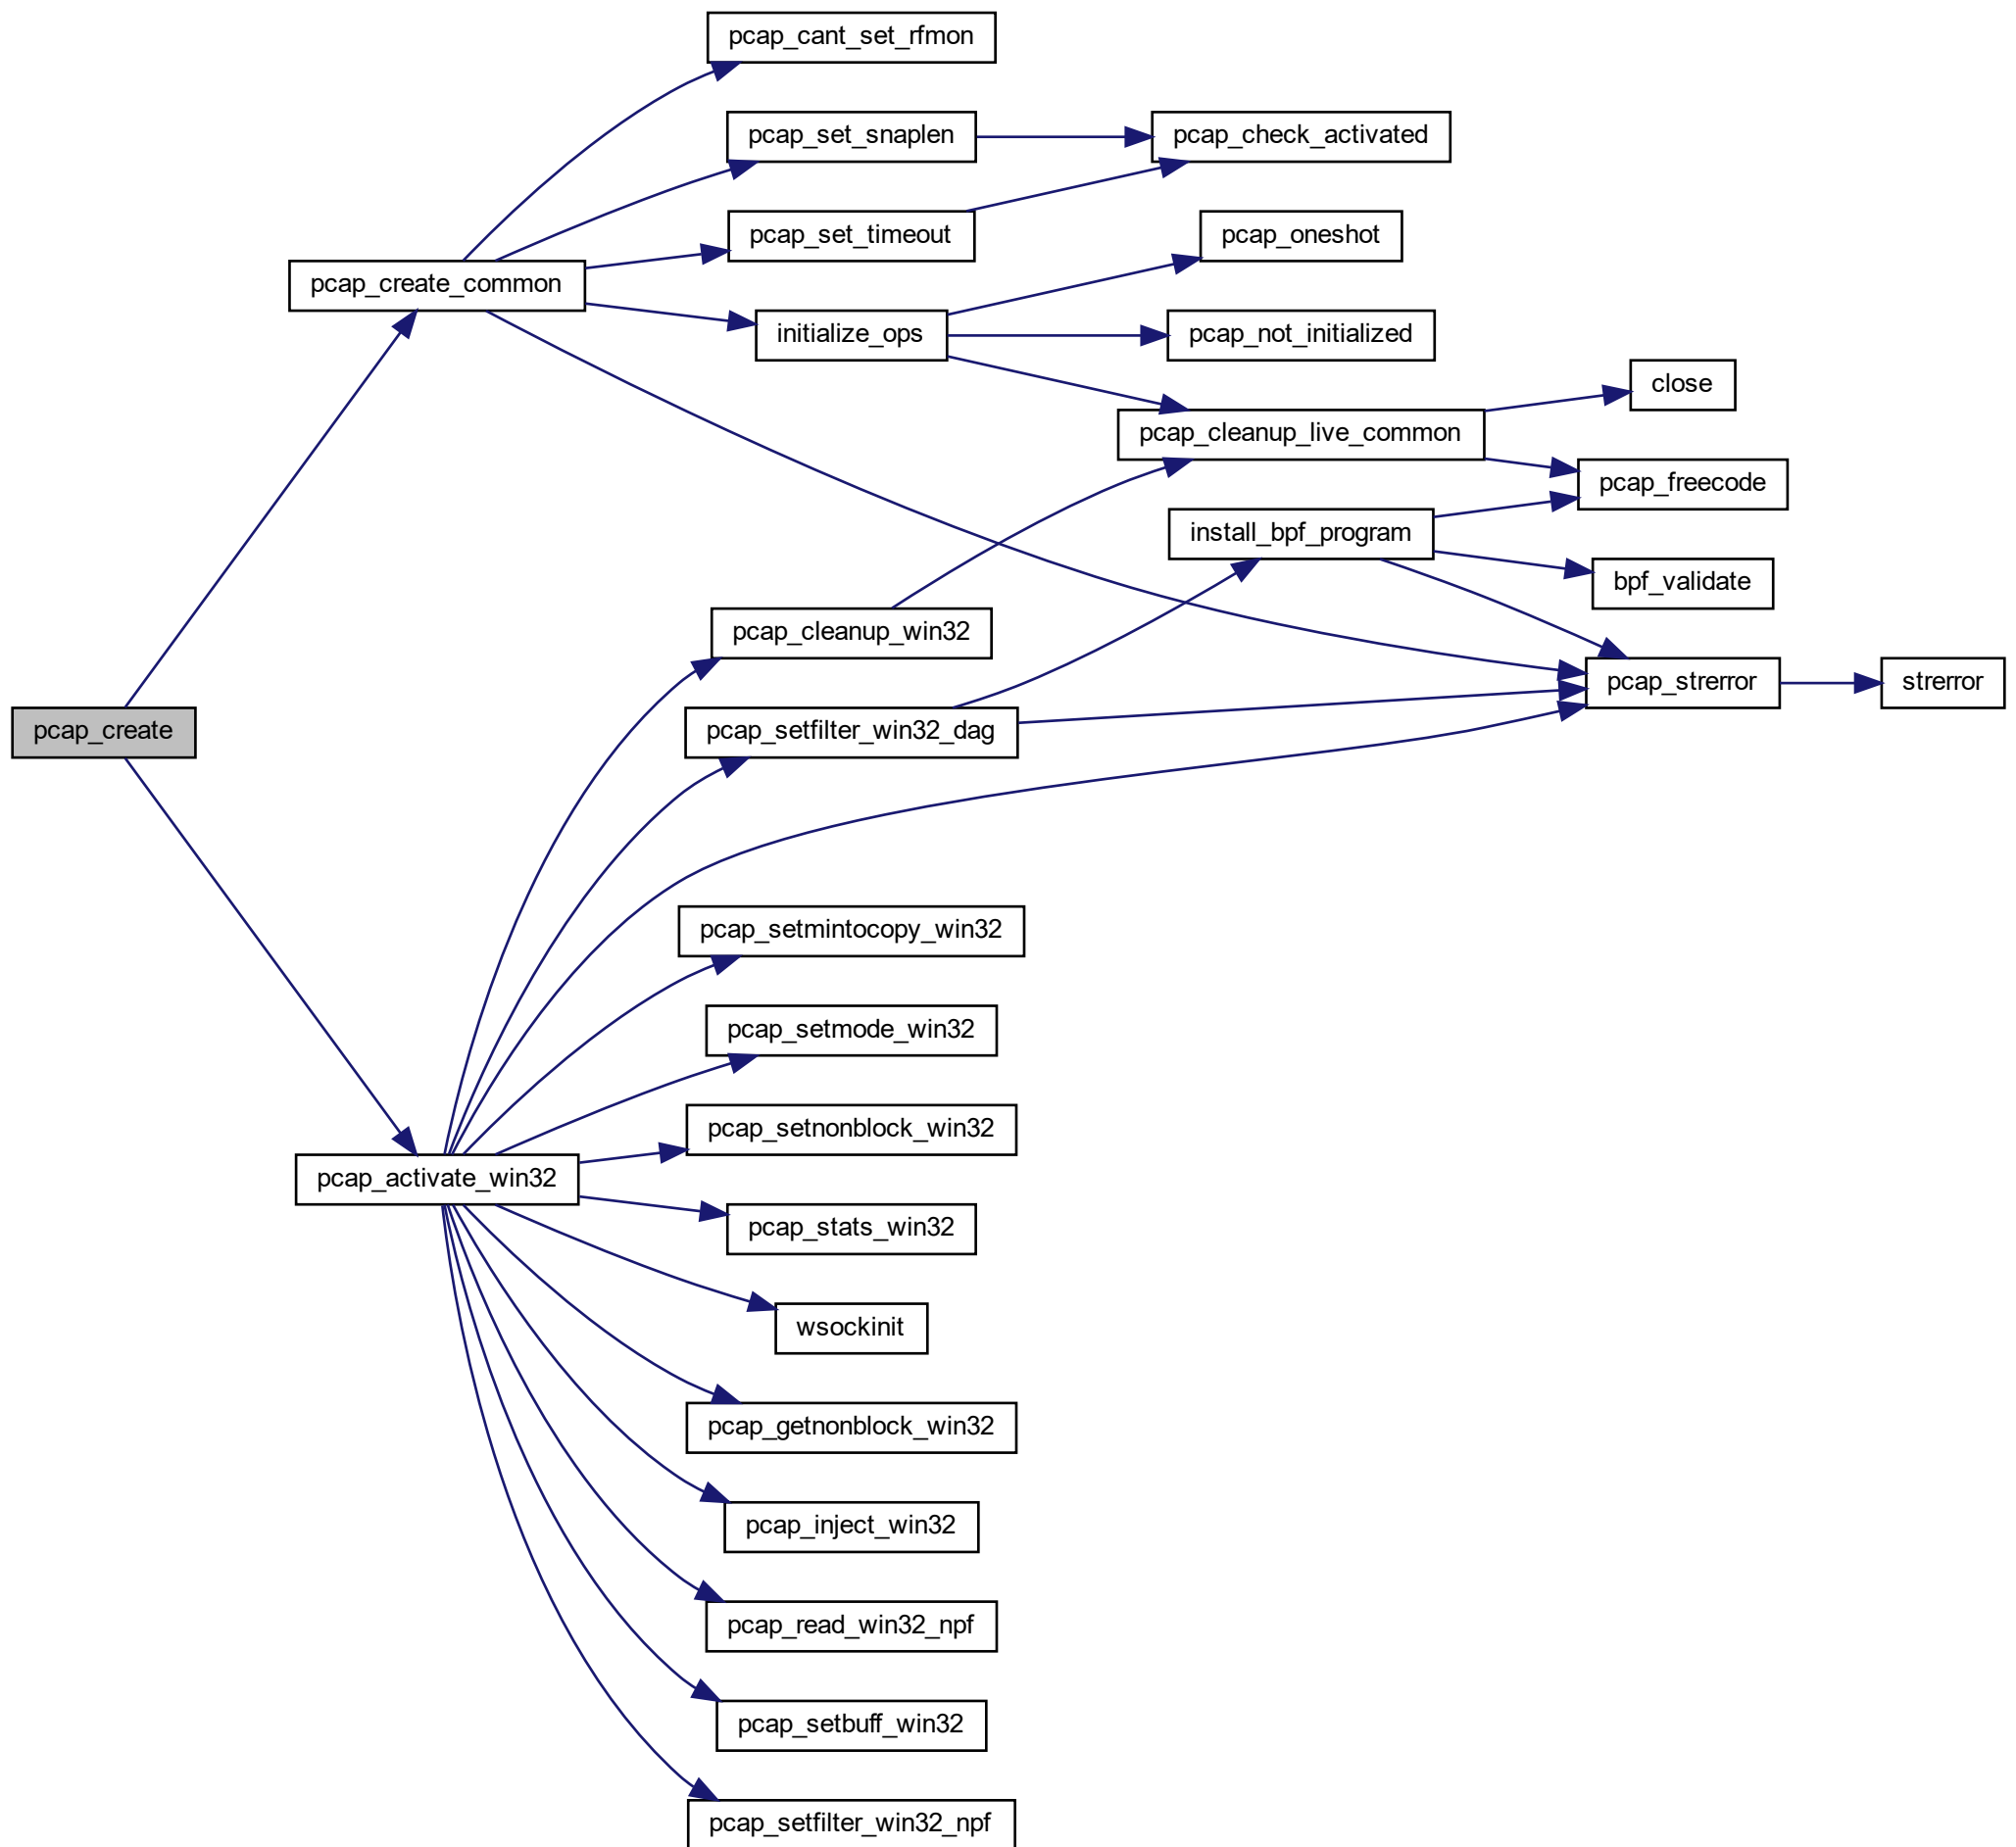 pcap_cant_set_rfmon
pcap_set_snaplen
pcap_check_activated
pcap_set_timeout
pcap_oneshot
pcap_create_common
initialize_ops
pcap_not_initialized
close
pcap_cleanup_live_common
pcap_freecode
install_bpf_program
bpf_validate
pcap_cleanup_win32
pcap_strerror
strerror
pcap_create
pcap_setfilter_win32_dag
pcap_setmintocopy_win32
pcap_setmode_win32
pcap_setnonblock_win32
pcap_activate_win32
pcap_stats_win32
wsockinit
pcap_getnonblock_win32
pcap_inject_win32
pcap_read_win32_npf
pcap_setbuff_win32
pcap_setfilter_win32_npf